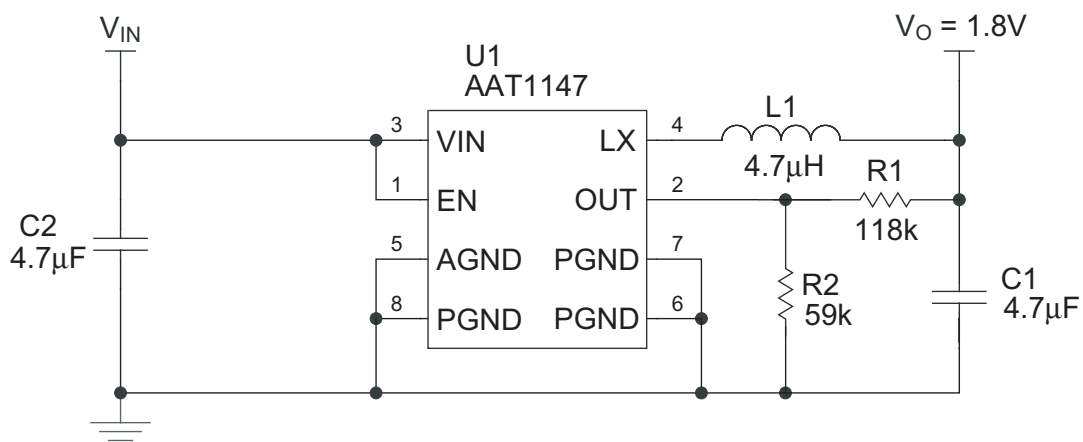 V_IN
V_O = 1.8V
U1
AAT1147
3
VIN
LX
4
L1
4.7μH
1
EN
OUT
2
R1
118k
C2
4.7μF
5
AGND
PGND
7
R2
59k
C1
4.7μF
8
PGND
PGND
6